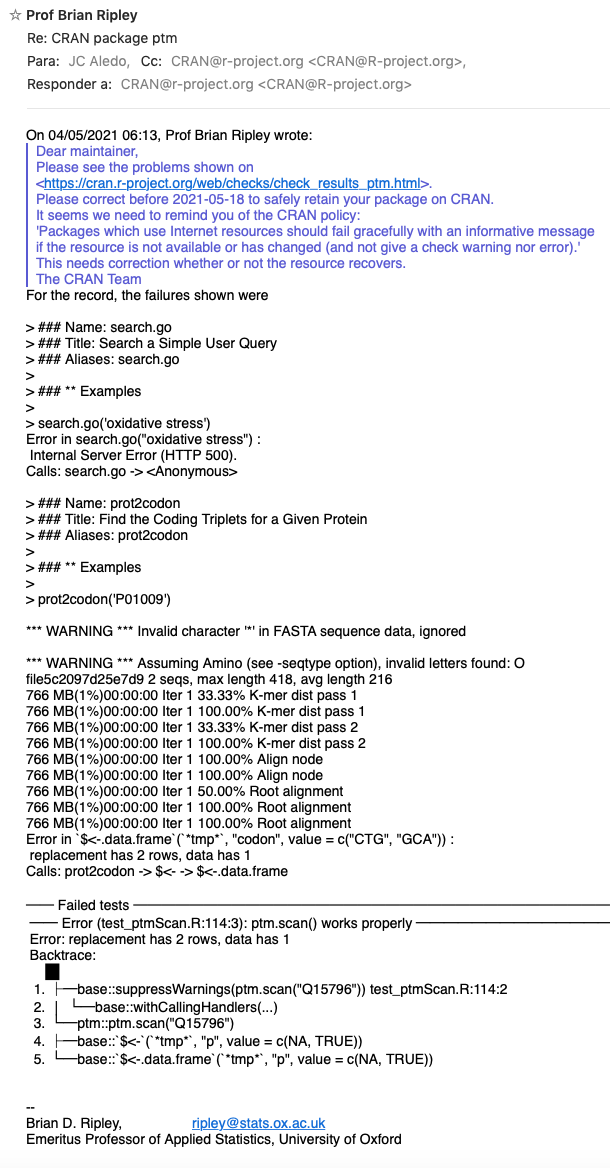 ☆ Prof Brian Ripley
Re: CRAN package ptm
Para: JC Aledo, Cc: CRAN@r-project.org <CRAN@R-project.org>,
Responder a: CRAN@r-project.org <CRAN@R-project.org>
On 04/05/2021 06:13, Prof Brian Ripley wrote:
Dear maintainer,
Please see the problems shown on
<https://cran.r-project.org/web/checks/check_results_ptm.html>.
Please correct before 2021-05-18 to safely retain your package on CRAN.
It seems we need to remind you of the CRAN policy:
'Packages which use Internet resources should fail gracefully with an informative message
if the resource is not available or has changed (and not give a check warning nor error).'
This needs correction whether or not the resource recovers.
The CRAN Team
For the record, the failures shown were
> ### Name: search.go
> ### Title: Search a Simple User Query
> ### Aliases: search.go
>
> ### ** Examples
>
> search.go('oxidative stress')
Error in search.go("oxidative stress") :
Internal Server Error (HTTP 500).
Calls: search.go -> <Anonymous>
> ### Name: prot2codon
> ### Title: Find the Coding Triplets for a Given Protein
> ### Aliases: prot2codon
>
> ### ** Examples
>
> prot2codon('P01009')
*** WARNING *** Invalid character '*' in FASTA sequence data, ignored
*** WARNING *** Assuming Amino (see -seqtype option), invalid letters found: O
file5c2097d25e7d9 2 seqs, max length 418, avg length 216
766 MB(1%)00:00:00 Iter 1 33.33% K-mer dist pass 1
766 MB(1%)00:00:00 Iter 1 100.00% K-mer dist pass 1
766 MB(1%)00:00:00 Iter 1 33.33% K-mer dist pass 2
766 MB(1%)00:00:00 Iter 1 100.00% K-mer dist pass 2
766 MB(1%)00:00:00 Iter 1 100.00% Align node
766 MB(1%)00:00:00 Iter 1 100.00% Align node
766 MB(1%)00:00:00 Iter 1 50.00% Root alignment
766 MB(1%)00:00:00 Iter 1 100.00% Root alignment
766 MB(1%)00:00:00 Iter 1 100.00% Root alignment
Error in `$<-.data.frame`(`*tmp*`, "codon", value = c("CTG", "GCA")) :
replacement has 2 rows, data has 1
Calls: prot2codon -> $<- -> $<-.data.frame
── Failed tests ──
── Error (test_ptmScan.R:114:3): ptm.scan() works properly ──
Error: replacement has 2 rows, data has 1
Backtrace:
█
1. ├─base::suppressWarnings(ptm.scan("Q15796")) test_ptmScan.R:114:2
2. │ └─base::withCallingHandlers(...)
3. └─ptm::ptm.scan("Q15796")
4. ├─base::`$<-`(`*tmp*`, "p", value = c(NA, TRUE))
5. └─base::`$<-.data.frame`(`*tmp*`, "p", value = c(NA, TRUE))
--
Brian D. Ripley, ripley@stats.ox.ac.uk
Emeritus Professor of Applied Statistics, University of Oxford